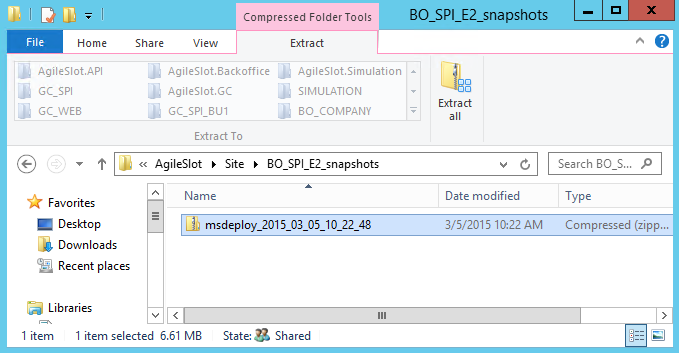 Compressed Folder Tools
BO_SPI_E2_snapshots
File
Home
Share
View
Extract
AgileSlot.API
AgileSlot.Backoffice
AgileSlot.Simulation
GC_SPI
AgileSlot.GC
SIMULATION
GC_WEB
GC_SPI_BU1
BO_COMPANY
Extract all
Extract To
« AgileSlot Site BO_SPI_E2_snapshots
Search BO_S...
Favorites
Desktop
Downloads
Recent places
Libraries
Name
Date modified
Type
msdeploy_2015_03_05_10_22_48
3/5/2015 10:22 AM
Compressed (zipp...
1 item
1 item selected 6.61 MB
State: Shared